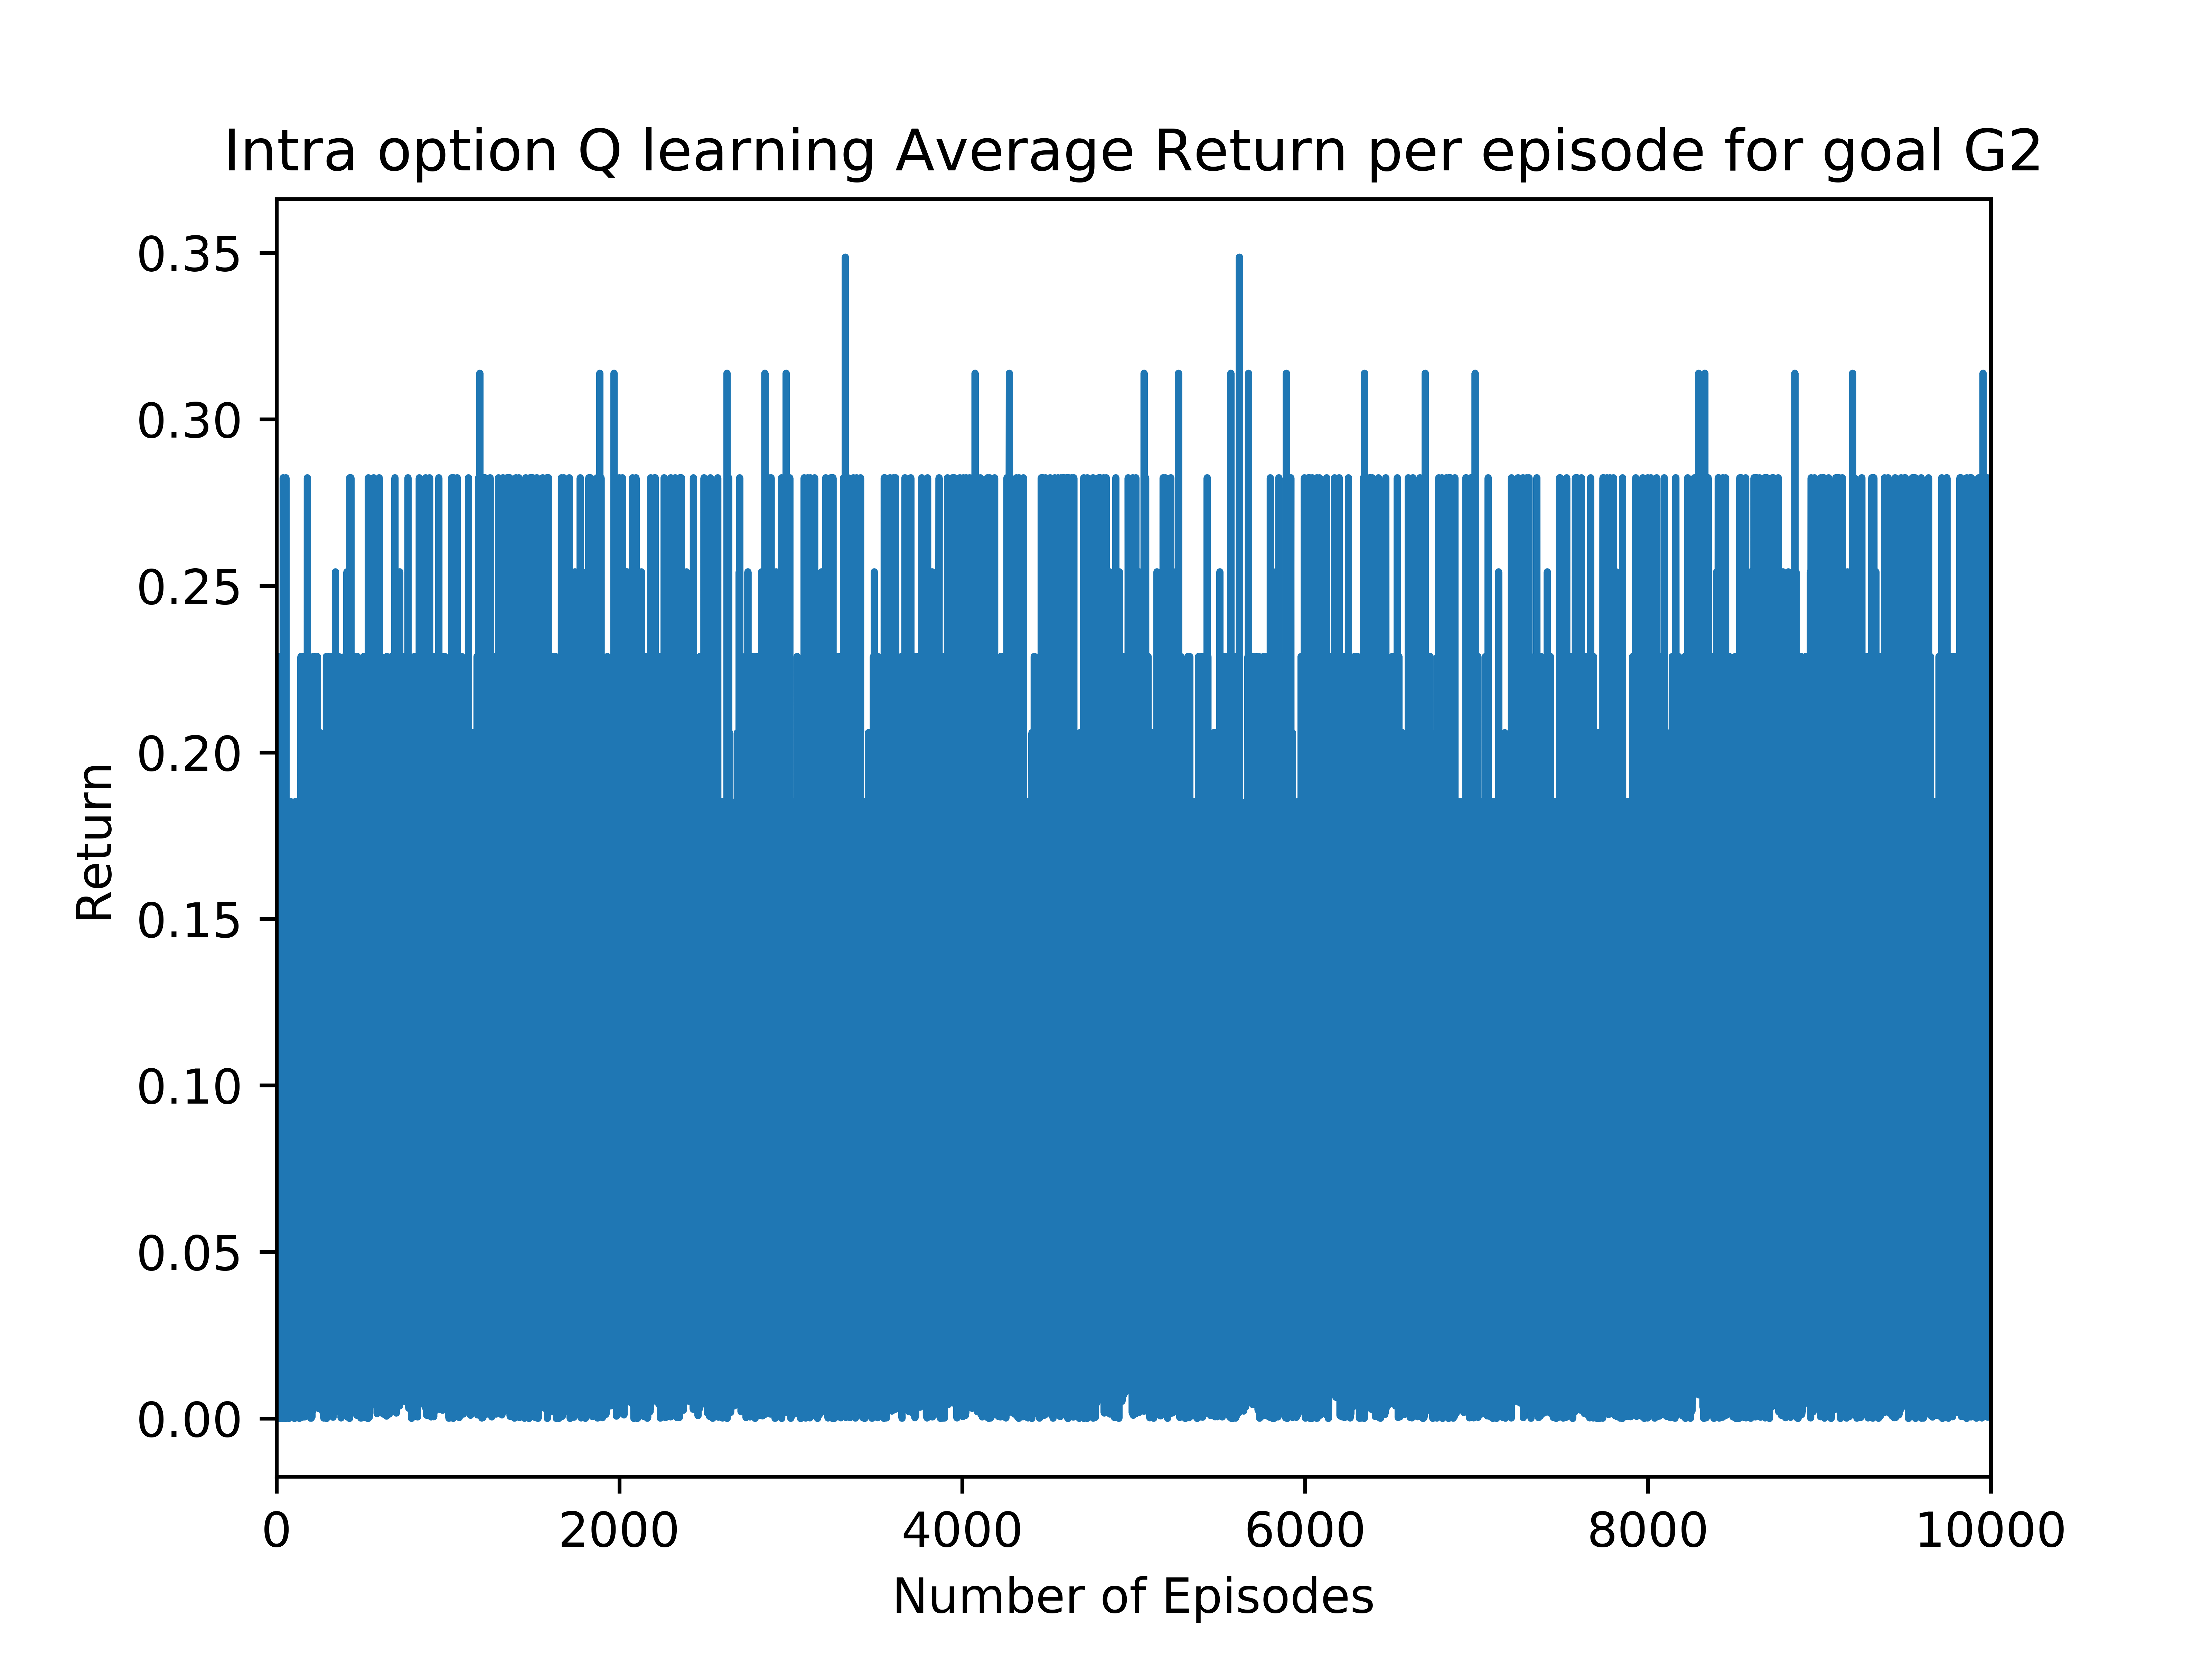 Intra option Q learning Average Return per episode for goal G2
0.35
0.30
0.25
0.20
0.15
0.10
0.05
0.00
Return
0 2000 4000 6000 8000 10000
Number of Episodes